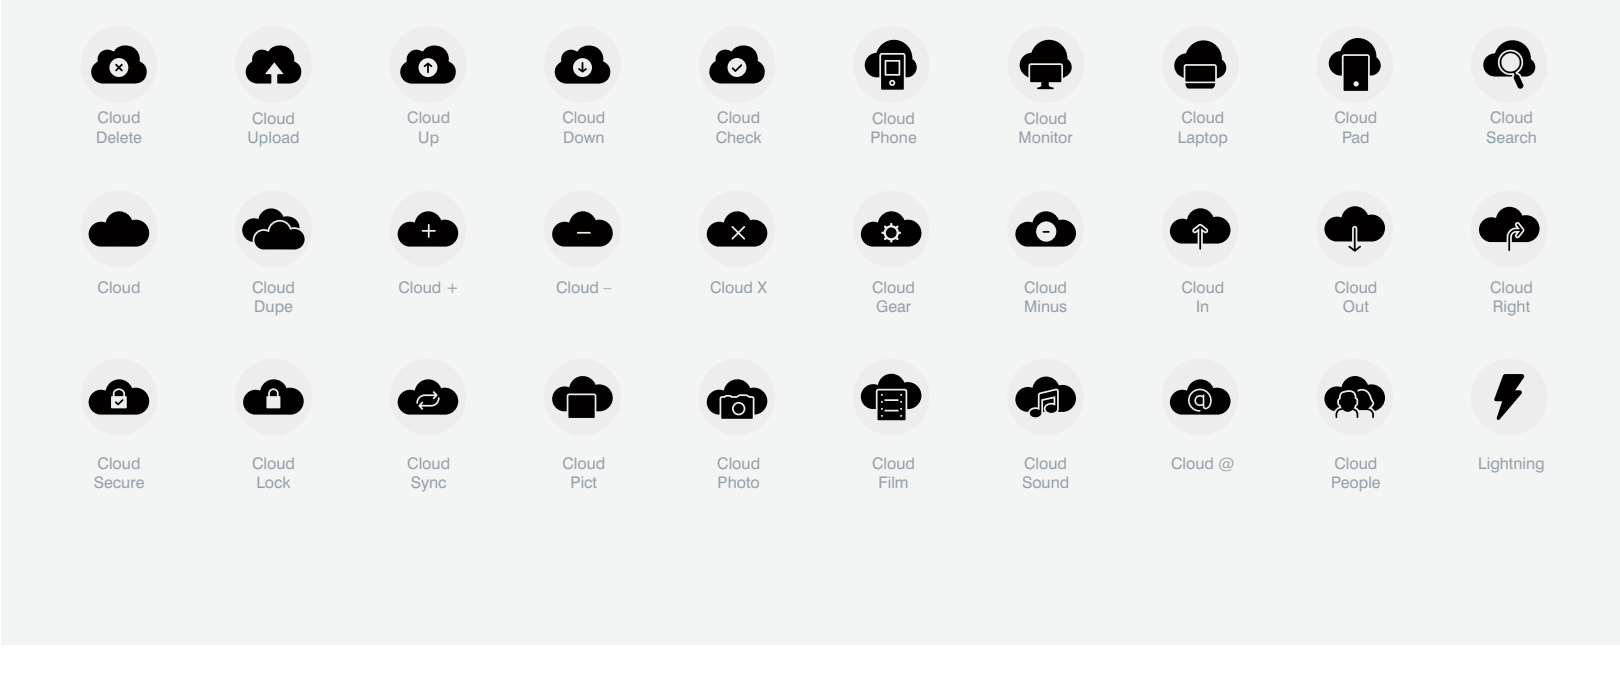 Cloud
Delete
Cloud
Upload
Cloud
Up
Cloud
Down
Cloud
Check
Cloud
Phone
Cloud
Monitor
Cloud
Laptop
Cloud
Pad
Cloud
Search
Cloud
Cloud
Dupe
Cloud +
Cloud –
Cloud X
Cloud
Gear
Cloud
Minus
Cloud
In
Cloud
Out
Cloud
Right
Cloud
Secure
Cloud
Lock
Cloud
Sync
Cloud
Pict
Cloud
Photo
Cloud
Film
Cloud
Sound
Cloud @
Cloud
People
Lightning